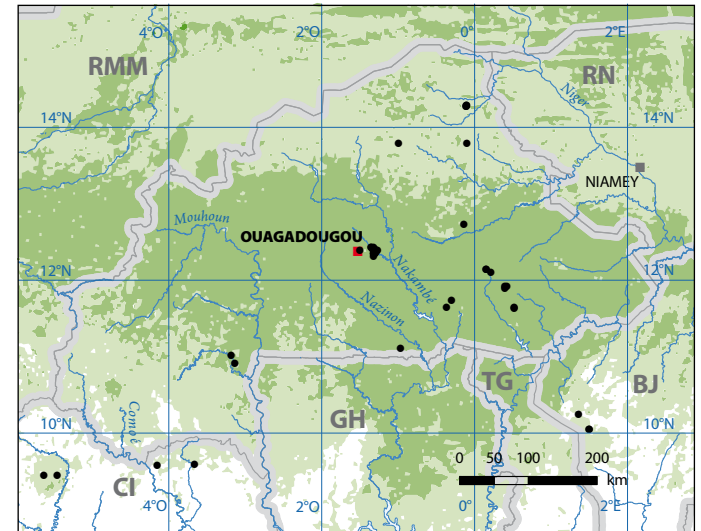 4°O
2°O
0°
2°E
RMM
RN
Niger
14°N
14°N
NIAMEY
Mouhoun
OUAGADOUGOU
Nakambe
12°N
12°N
Nazinon
TG
BJ
GH
Comoé
10°N
10°N
0 50 100 200
km
CI
4°O
2°O
0°
2°E